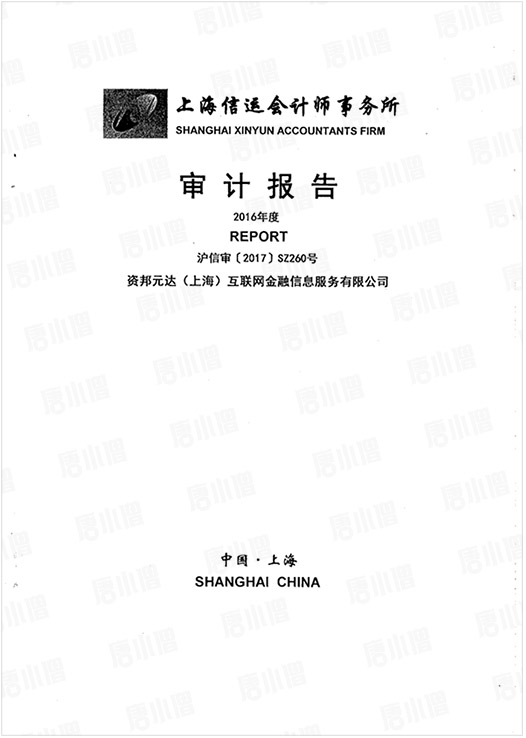 上海信运会计师事务所
SHANGHAI XINYUN ACCOUNTANTS FIRM
审计报告
2016年度
REPORT
沪信审〔2017〕SZ260号
资邦元达（上海）互联网金融信息服务有限公司
中国·上海
SHANGHAI CHINA
唐小僧